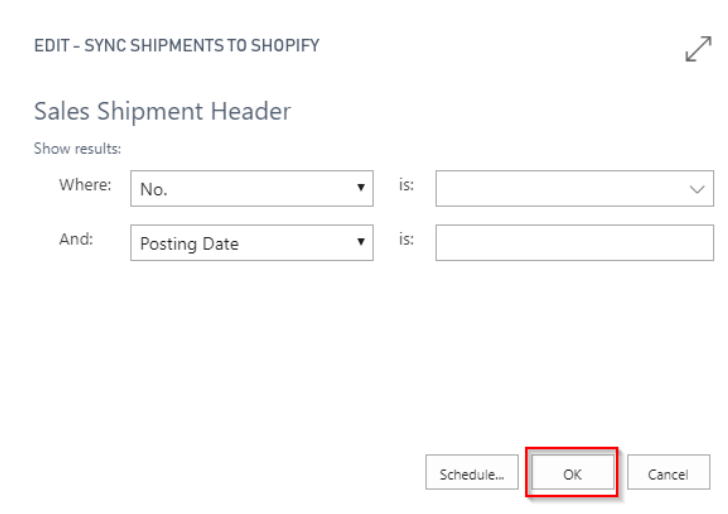 EDIT - SYNC SHIPMENTS TO SHOPIFY
Sales Shipment Header
Show results:
Where: No. is:
And: Posting Date is:
Schedule... OK Cancel